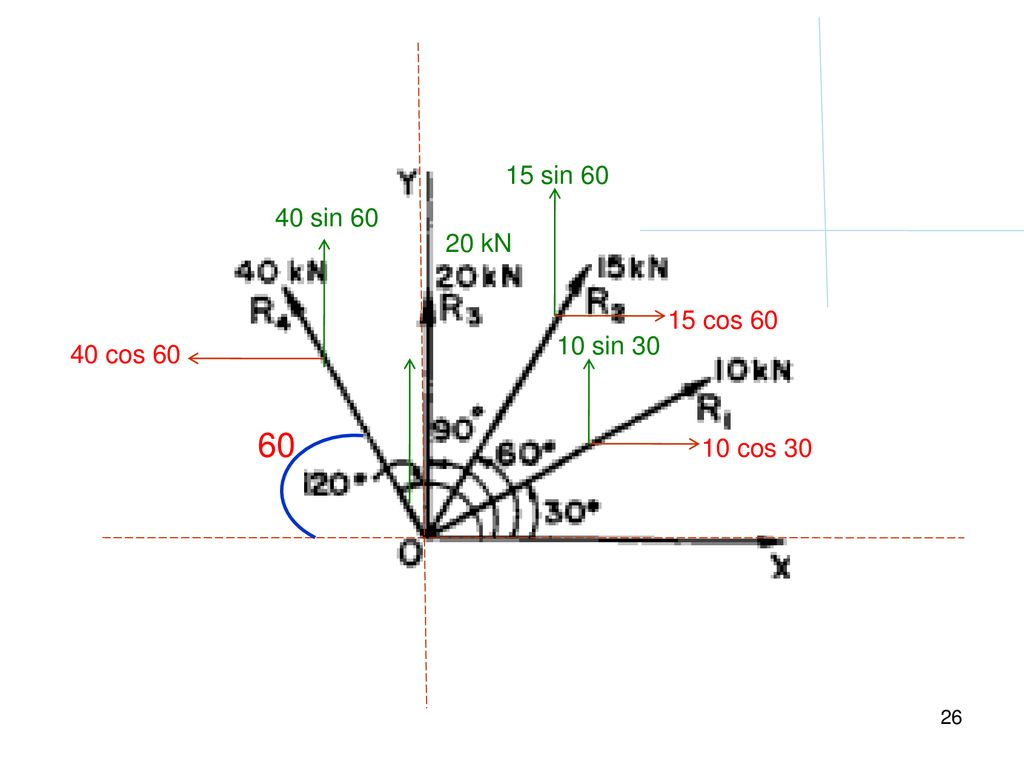 15 sin 60
Y
40 sin 60
20 kN
40 kN
20kN
15kN
R4
R3
R2
15 cos 60
10 sin 30
40 cos 60
10kN
R1
90°
60
60°
10 cos 30
120°
30°
O
X
26